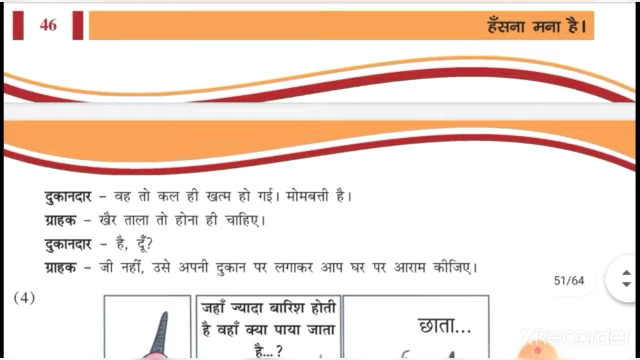 46
हँसना मना है।
दुकानदार – वह तो कल ही खत्म हो गई। मोमबत्ती है।
ग्राहक – खैर ताला तो होना ही चाहिए।
दुकानदार – है, दूँ?
ग्राहक – जी नहीं, उसे अपनी दुकान पर लगाकर आप घर पर आराम कीजिए।
51/64
(4)
जहाँ ज्यादा बारिश होती
है वहाँ क्या पाया जाता
है...?
छाता...
XRecorder